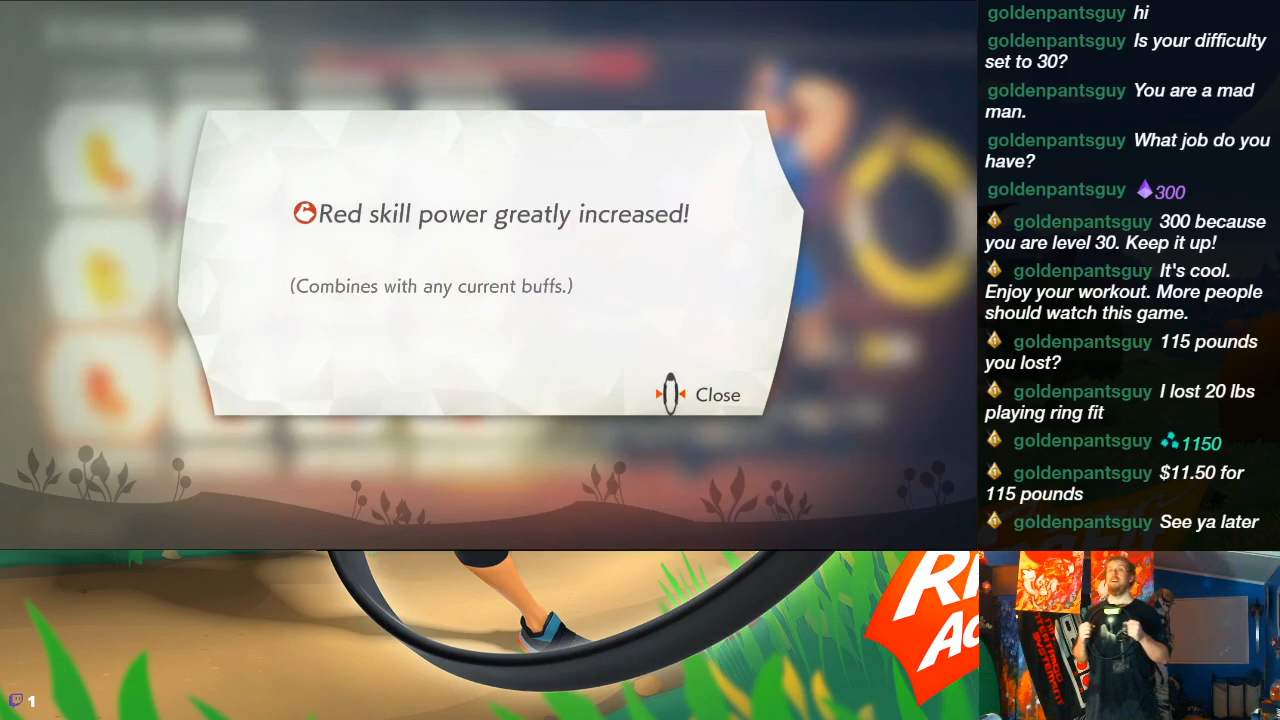 Red skill power greatly increased!
(Combines with any current buffs.)
Close
goldenpantsguy hi
goldenpantsguy Is your difficulty
set to 30?
goldenpantsguy You are a mad
man.
goldenpantsguy What job do you
have?
goldenpantsguy 300
goldenpantsguy 300 because
you are level 30. Keep it up!
goldenpantsguy It's cool.
Enjoy your workout. More people
should watch this game.
goldenpantsguy 115 pounds
you lost?
goldenpantsguy I lost 20 lbs
playing ring fit
goldenpantsguy 1150
goldenpantsguy $11.50 for
115 pounds
goldenpantsguy See ya later
1